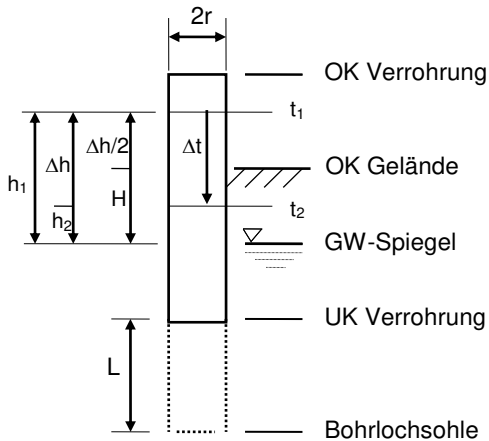 2r
OK Verrohrung
t₁
Δh/2
Δh
Δt
OK Gelände
h₁
H
h₂
t₂
GW-Spiegel
UK Verrohrung
L
Bohrlochsohle